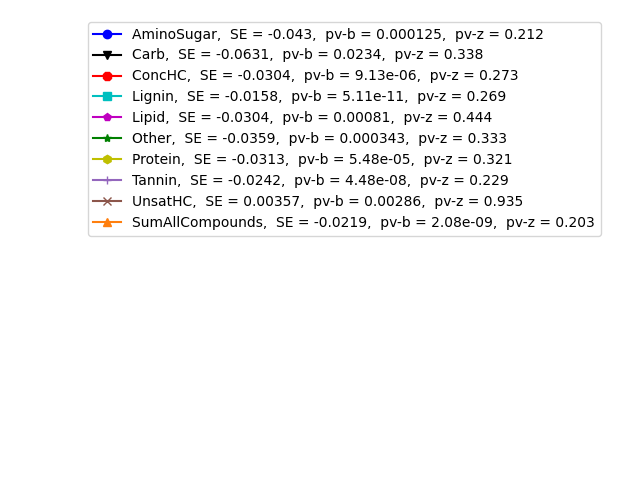 AminoSugar,  SE = -0.043,  pv-b = 0.000125,  pv-z = 0.212
Carb,  SE = -0.0631,  pv-b = 0.0234,  pv-z = 0.338
ConcHC,  SE = -0.0304,  pv-b = 9.13e-06,  pv-z = 0.273
Lignin,  SE = -0.0158,  pv-b = 5.11e-11,  pv-z = 0.269
Lipid,  SE = -0.0304,  pv-b = 0.00081,  pv-z = 0.444
Other,  SE = -0.0359,  pv-b = 0.000343,  pv-z = 0.333
Protein,  SE = -0.0313,  pv-b = 5.48e-05,  pv-z = 0.321
Tannin,  SE = -0.0242,  pv-b = 4.48e-08,  pv-z = 0.229
UnsatHC,  SE = 0.00357,  pv-b = 0.00286,  pv-z = 0.935
SumAllCompounds,  SE = -0.0219,  pv-b = 2.08e-09,  pv-z = 0.203